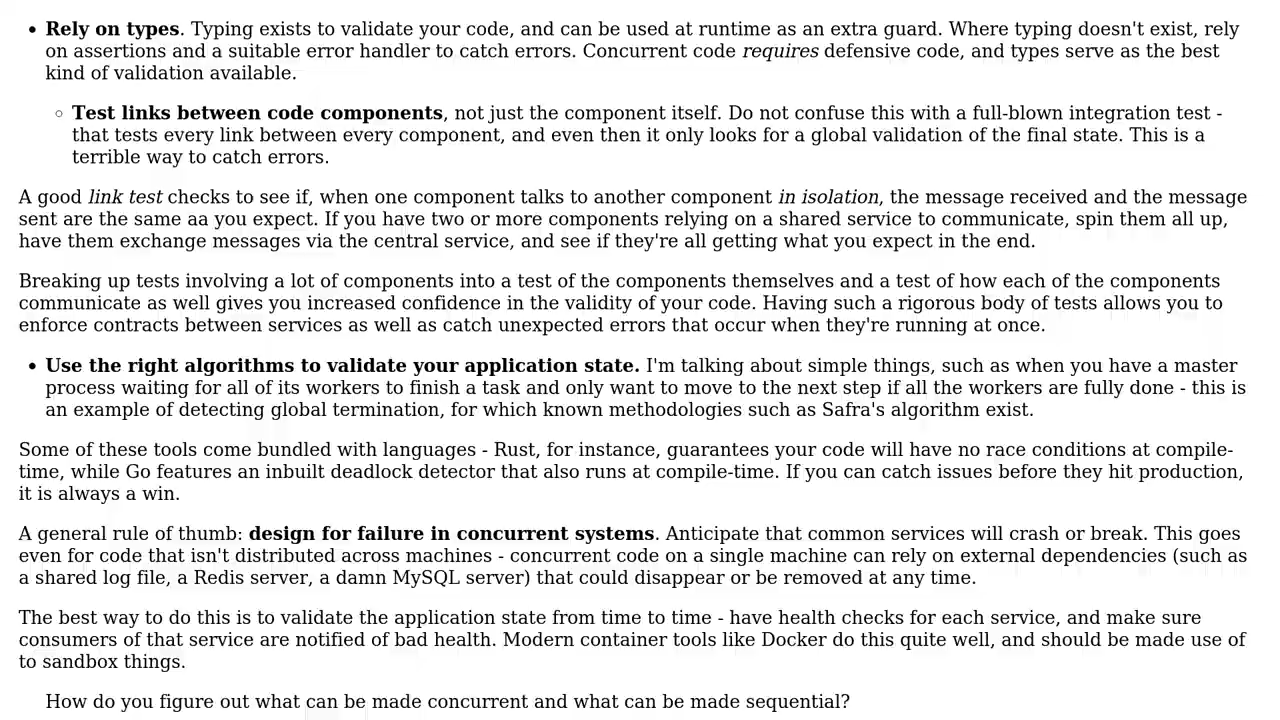 • Rely on types. Typing exists to validate your code, and can be used at runtime as an extra guard. Where typing doesn't exist, rely
on assertions and a suitable error handler to catch errors. Concurrent code requires defensive code, and types serve as the best
kind of validation available.
◦ Test links between code components, not just the component itself. Do not confuse this with a full-blown integration test -
that tests every link between every component, and even then it only looks for a global validation of the final state. This is a
terrible way to catch errors.
A good link test checks to see if, when one component talks to another component in isolation, the message received and the message
sent are the same aa you expect. If you have two or more components relying on a shared service to communicate, spin them all up,
have them exchange messages via the central service, and see if they're all getting what you expect in the end.
Breaking up tests involving a lot of components into a test of the components themselves and a test of how each of the components
communicate as well gives you increased confidence in the validity of your code. Having such a rigorous body of tests allows you to
enforce contracts between services as well as catch unexpected errors that occur when they're running at once.
• Use the right algorithms to validate your application state. I'm talking about simple things, such as when you have a master
process waiting for all of its workers to finish a task and only want to move to the next step if all the workers are fully done - this is
an example of detecting global termination, for which known methodologies such as Safra's algorithm exist.
Some of these tools come bundled with languages - Rust, for instance, guarantees your code will have no race conditions at compile-
time, while Go features an inbuilt deadlock detector that also runs at compile-time. If you can catch issues before they hit production,
it is always a win.
A general rule of thumb: design for failure in concurrent systems. Anticipate that common services will crash or break. This goes
even for code that isn't distributed across machines - concurrent code on a single machine can rely on external dependencies (such as
a shared log file, a Redis server, a damn MySQL server) that could disappear or be removed at any time.
The best way to do this is to validate the application state from time to time - have health checks for each service, and make sure
consumers of that service are notified of bad health. Modern container tools like Docker do this quite well, and should be made use of
to sandbox things.
How do you figure out what can be made concurrent and what can be made sequential?